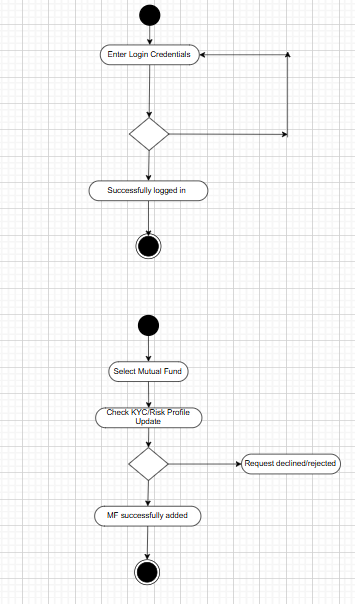 Enter Login Credentials
Successfully logged in
Select Mutual Fund
Check KYC/Risk Profile
Update
Request declined/rejected
MF successfully added